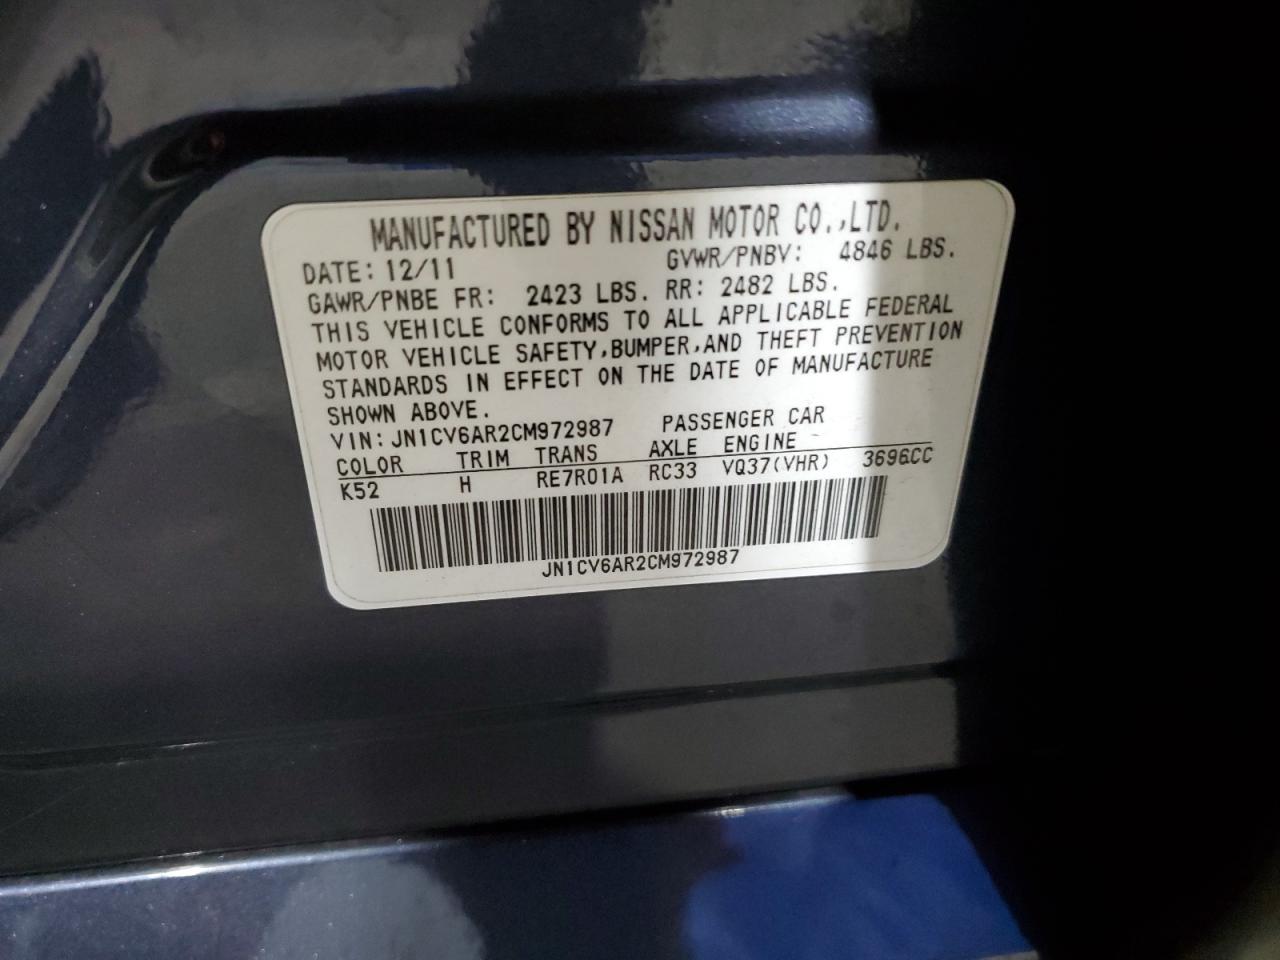 MANUFACTURED BY NISSAN MOTOR CO.,LTD.
DATE: 12/11 GVWR/PNBV: 4846 LBS.
GAWR/PNBE FR: 2423 LBS. RR: 2482 LBS.
THIS VEHICLE CONFORMS TO ALL APPLICABLE FEDERAL
MOTOR VEHICLE SAFETY,BUMPER,AND THEFT PREVENTION
STANDARDS IN EFFECT ON THE DATE OF MANUFACTURE
SHOWN ABOVE.
VIN: JN1CV6AR2CM972987 PASSENGER CAR
COLOR TRIM TRANS AXLE ENGINE
K52 H RE7R01A RC33 VQ37(VHR) 3696CC
JN1CV6AR2CM972987